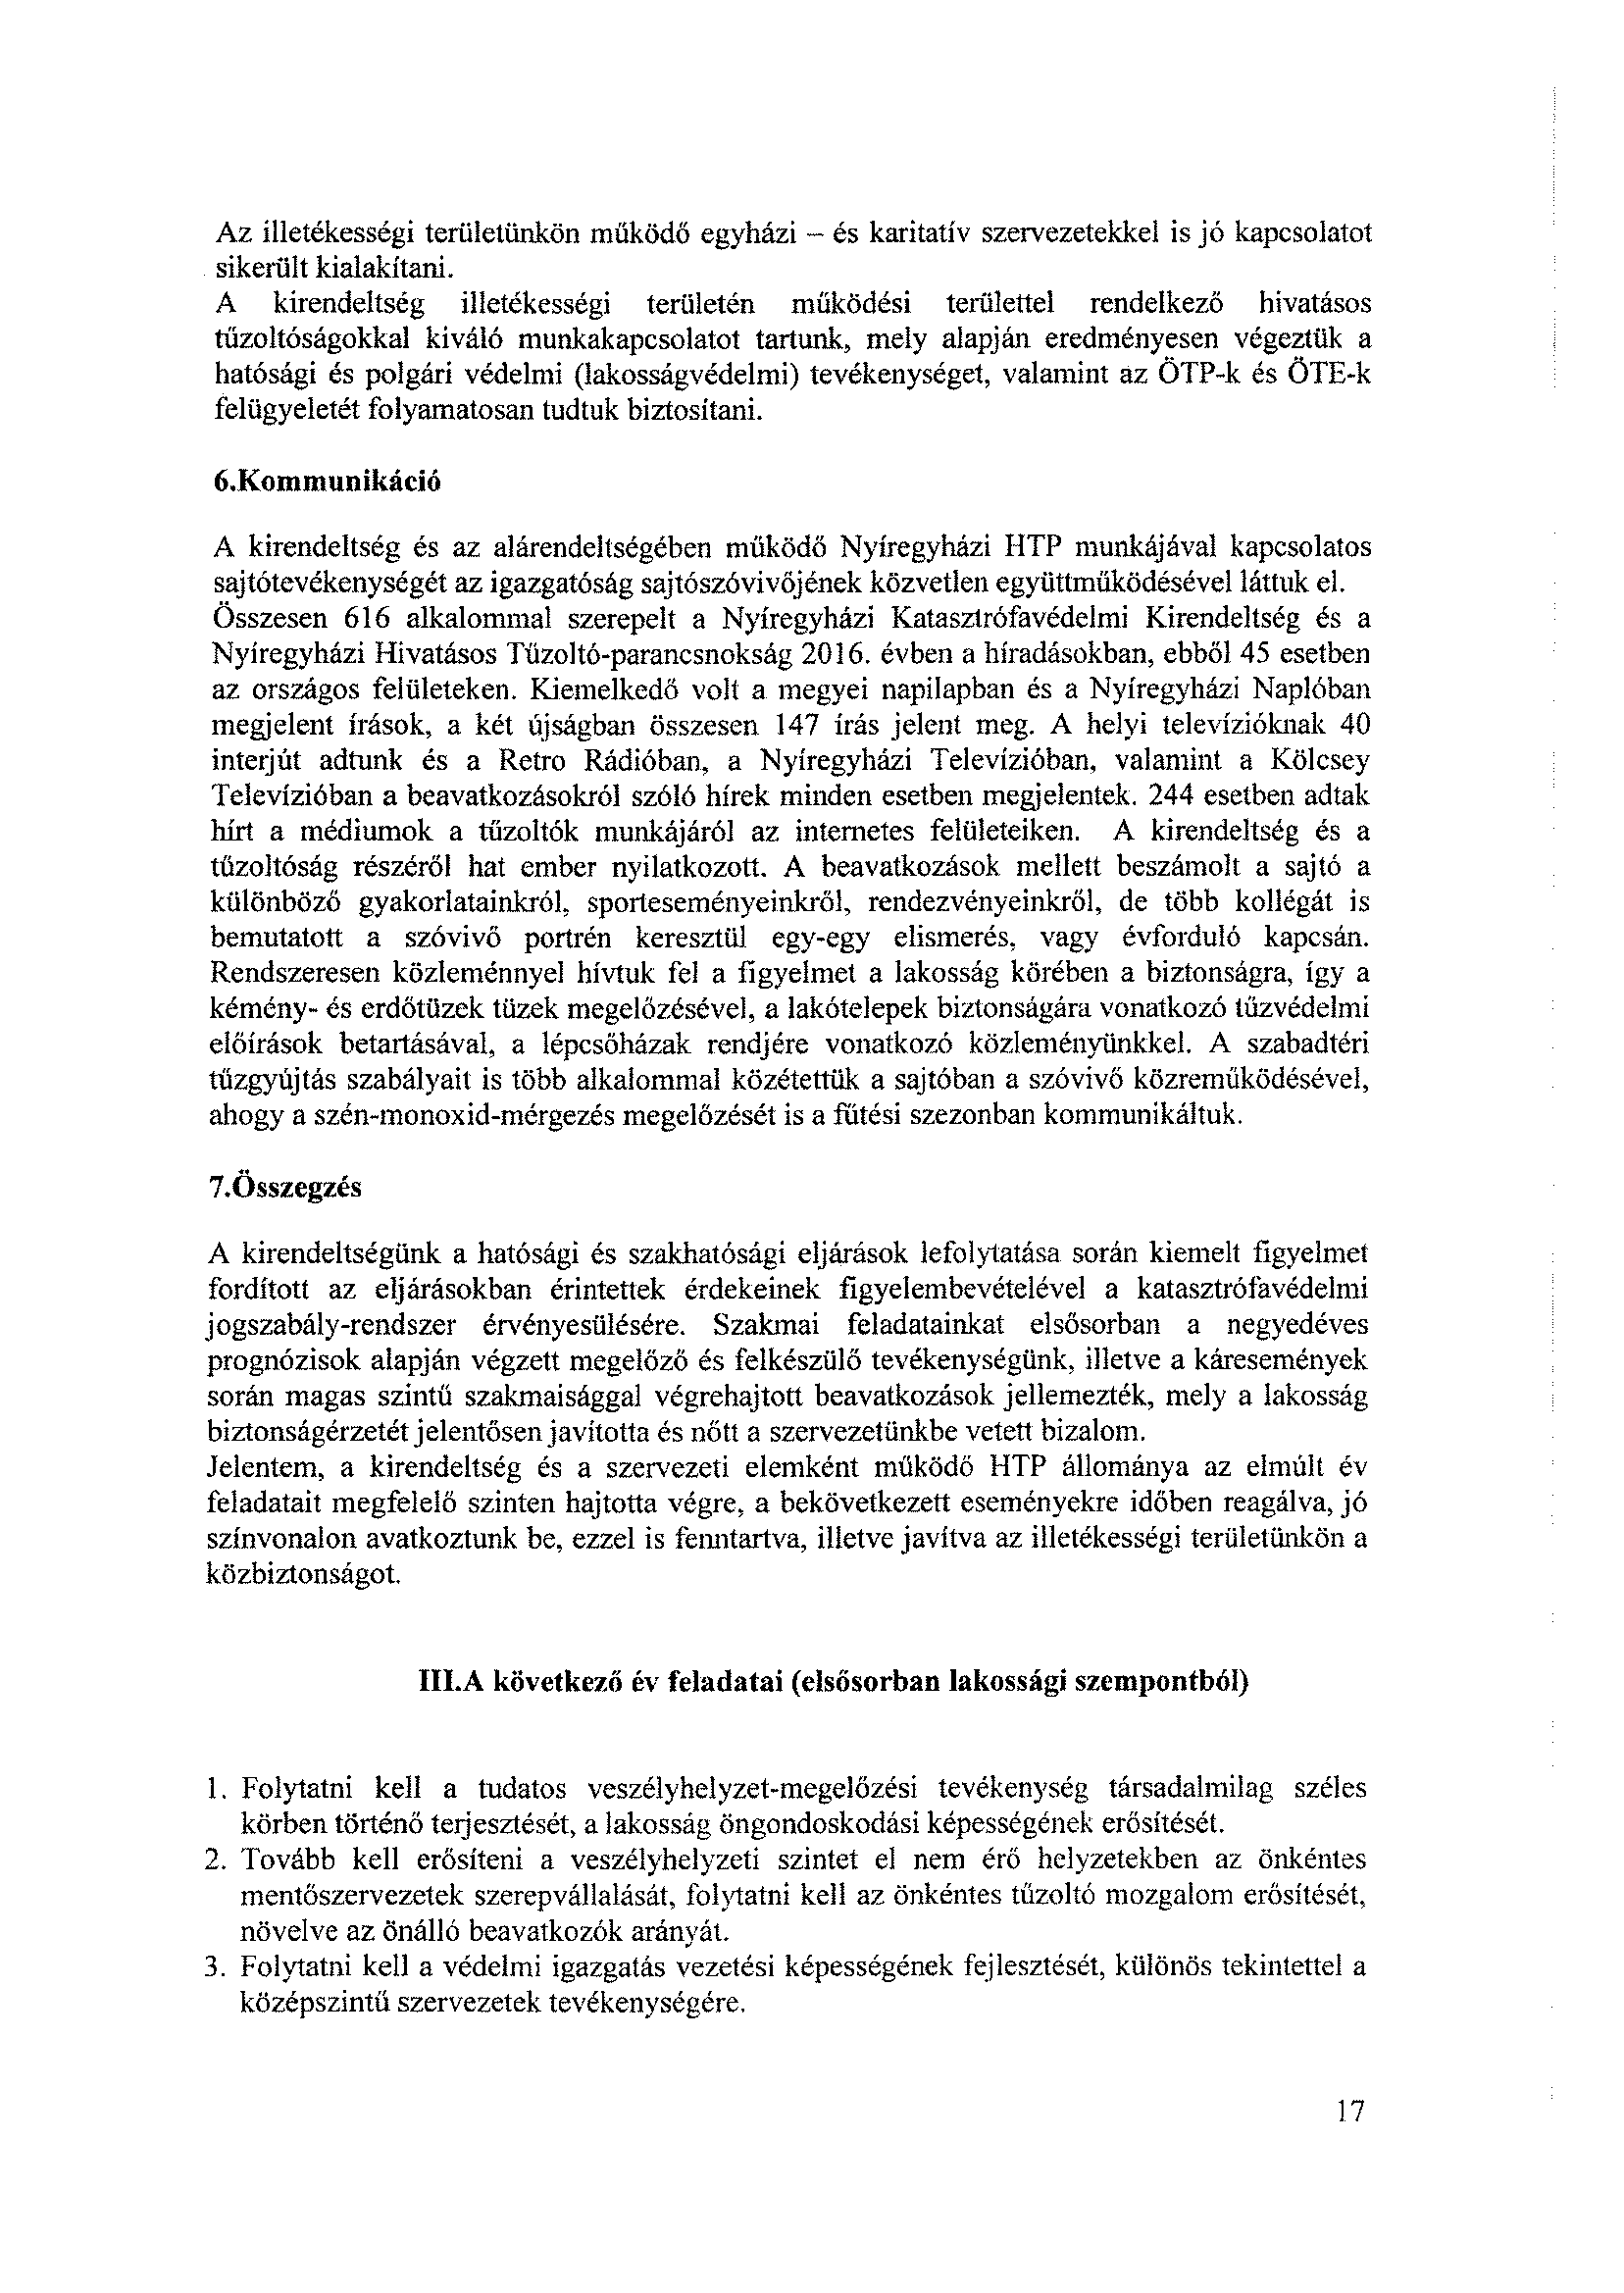 Az illetékességi területünkön működő egyházi – és karitatív szervezetekkel is jó kapcsolatot
sikerült kialakítani.
A kirendeltség illetékességi területén működési területtel rendelkező hivatásos
tűzoltóságokkal kiváló munkakapcsolatot tartunk, mely alapján eredményesen végeztük a
hatósági és polgári védelmi (lakosságvédelmi) tevékenységet, valamint az ÖTP-k és ÖTE-k
felügyeletét folyamatosan tudtuk biztosítani.
6.Kommunikáció
A kirendeltség és az alárendeltségében működő Nyíregyházi HTP munkájával kapcsolatos
sajtótevékenységét az igazgatóság sajtószóvivőjének közvetlen együttműködésével láttuk el.
Összesen 616 alkalommal szerepelt a Nyíregyházi Katasztrófavédelmi Kirendeltség és a
Nyíregyházi Hivatásos Tűzoltó-parancsnokság 2016. évben a híradásokban, ebből 45 esetben
az országos felületeken. Kiemelkedő volt a megyei napilapban és a Nyíregyházi Naplóban
megjelent írások, a két újságban összesen 147 írás jelent meg. A helyi televízióknak 40
interjút adtunk és a Retro Rádióban, a Nyíregyházi Televízióban, valamint a Kölcsey
Televízióban a beavatkozásokról szóló hírek minden esetben megjelentek. 244 esetben adtak
hírt a médiumok a tűzoltók munkájáról az internetes felületeiken. A kirendeltség és a
tűzoltóság részéről hat ember nyilatkozott. A beavatkozások mellett beszámolt a sajtó a
különböző gyakorlatainkról, sporteseményeinkről, rendezvényeinkről, de több kollégát is
bemutatott a szóvivő portrén keresztül egy-egy elismerés, vagy évforduló kapcsán.
Rendszeresen közleménnyel hívtuk fel a figyelmet a lakosság körében a biztonságra, így a
kémény- és erdőtüzek tüzek megelőzésével, a lakótelepek biztonságára vonatkozó tűzvédelmi
előírások betartásával, a lépcsőházak rendjére vonatkozó közleményünkkel. A szabadtéri
tűzgyújtás szabályait is több alkalommal közétettük a sajtóban a szóvivő közreműködésével,
ahogy a szén-monoxid-mérgezés megelőzését is a fűtési szezonban kommunikáltuk.
7.Összegzés
A kirendeltségünk a hatósági és szakhatósági eljárások lefolytatása során kiemelt figyelmet
fordított az eljárásokban érintettek érdekeinek figyelembevételével a katasztrófavédelmi
jogszabály-rendszer érvényesülésére. Szakmai feladatainkat elsősorban a negyedéves
prognózisok alapján végzett megelőző és felkészülő tevékenységünk, illetve a káresemények
során magas szintű szakmaisággal végrehajtott beavatkozások jellemezték, mely a lakosság
biztonságérzetét jelentősen javította és nőtt a szervezetünkbe vetett bizalom.
Jelentem, a kirendeltség és a szervezeti elemként működő HTP állománya az elmúlt év
feladatait megfelelő szinten hajtotta végre, a bekövetkezett eseményekre időben reagálva, jó
színvonalon avatkoztunk be, ezzel is fenntartva, illetve javítva az illetékességi területünkön a
közbiztonságot.
III.A következő év feladatai (elsősorban lakossági szempontból)
1. Folytatni kell a tudatos veszélyhelyzet-megelőzési tevékenység társadalmilag széles
körben történő terjesztését, a lakosság öngondoskodási képességének erősítését.
2. Tovább kell erősíteni a veszélyhelyzeti szintet el nem érő helyzetekben az önkéntes
mentőszervezetek szerepvállalását, folytatni kell az önkéntes tűzoltó mozgalom erősítését,
növelve az önálló beavatkozók arányát.
3. Folytatni kell a védelmi igazgatás vezetési képességének fejlesztését, különös tekintettel a
középszintű szervezetek tevékenységére.
17